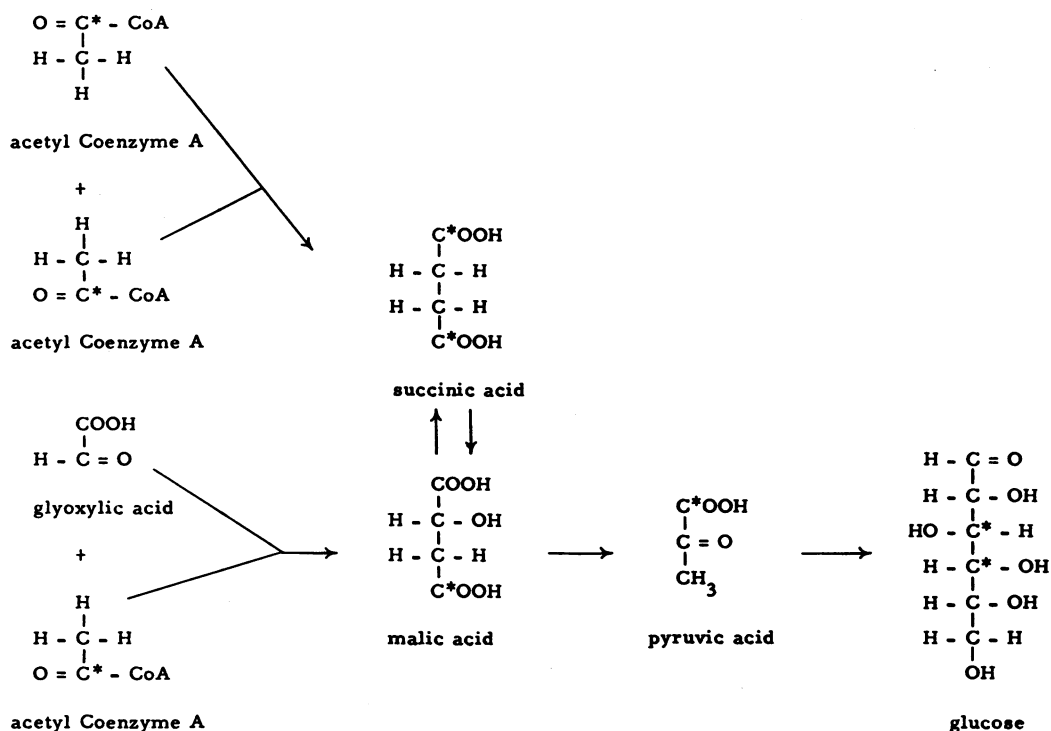 O = C* - CoA
H - C - H
H
acetyl Coenzyme A
+
H
H - C - H
O = C* - CoA
acetyl Coenzyme A
C*OOH
H - C - H
H - C - H
C*OOH
succinic acid
COOH
H - C = O
glyoxylic acid
+
H
H - C - H
O = C* - CoA
acetyl Coenzyme A
COOH
H - C - OH
H - C - H
C*OOH
malic acid
C*OOH
C = O
CH3
pyruvic acid
H - C = O
H - C - OH
HO - C* - H
H - C* - OH
H - C - OH
H - C - H
OH
glucose